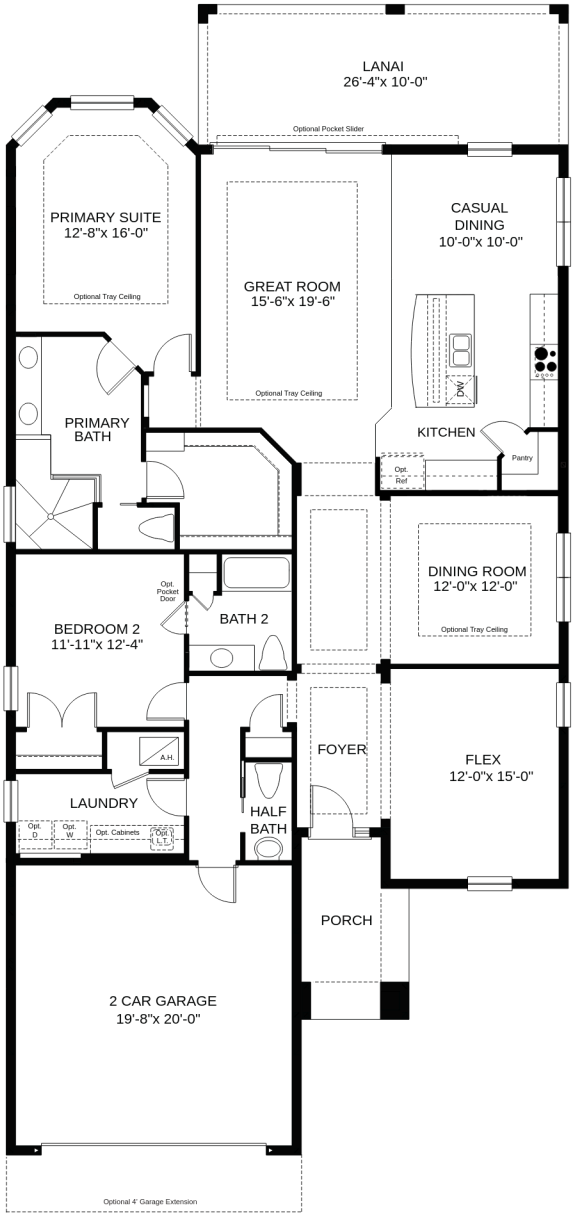 LANAI
26'-4"x 10'-0"
Optional Pocket Slider
PRIMARY SUITE
12'-8"x 16'-0"
Optional Tray Ceiling
GREAT ROOM
15'-6"x 19'-6"
Optional Tray Ceiling
CASUAL
DINING
10'-0"x 10'-0"
DW
KITCHEN
Pantry
Opt.
Ref
PRIMARY
BATH
DINING ROOM
12'-0"x 12'-0"
Optional Tray Ceiling
Opt.
Pocket
Door
BATH 2
BEDROOM 2
11'-11"x 12'-4"
A.H.
FOYER
FLEX
12'-0"x 15'-0"
LAUNDRY
Opt.
D
Opt.
W
Opt. Cabinets
Opt.
L.T.
HALF
BATH
PORCH
2 CAR GARAGE
19'-8"x 20'-0"
Optional 4' Garage Extension